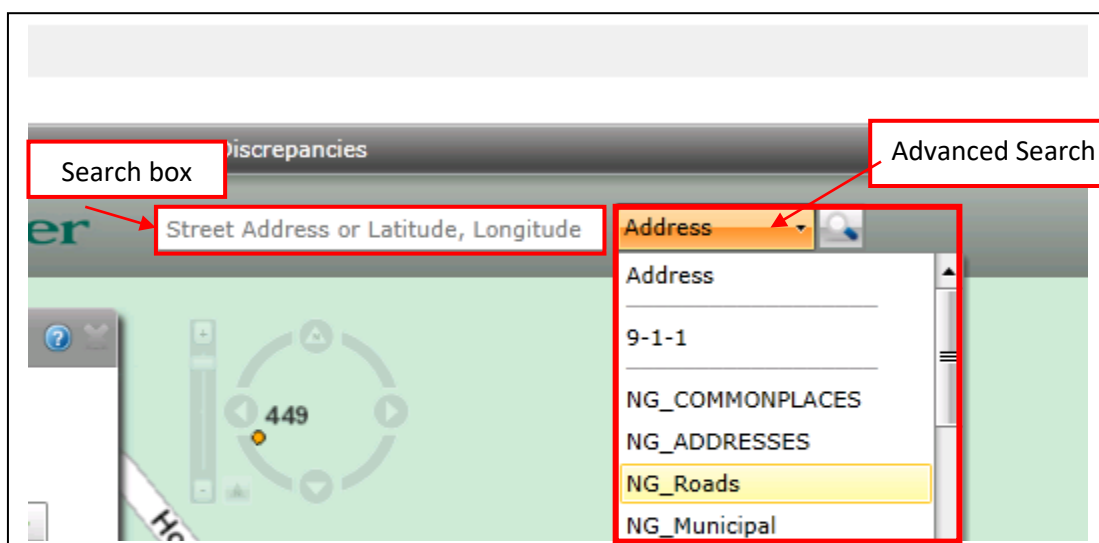 Discrepancies
Advanced Search
Search box
er
Street Address or Latitude, Longitude
Address
Address
9-1-1
NG_COMMONPLACES
449
NG_ADDRESSES
NG_Roads
NG_Municipal
Ho